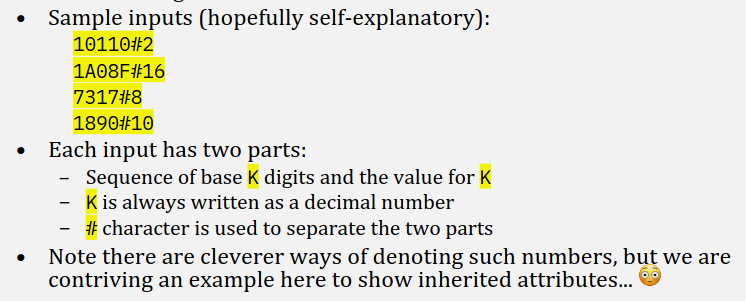 • Sample inputs (hopefully self-explanatory):
10110#2
1A08F#16
7317#8
1890#10
• Each input has two parts:
– Sequence of base K digits and the value for K
– K is always written as a decimal number
– # character is used to separate the two parts
• Note there are cleverer ways of denoting such numbers, but we are
contriving an example here to show inherited attributes... 😳